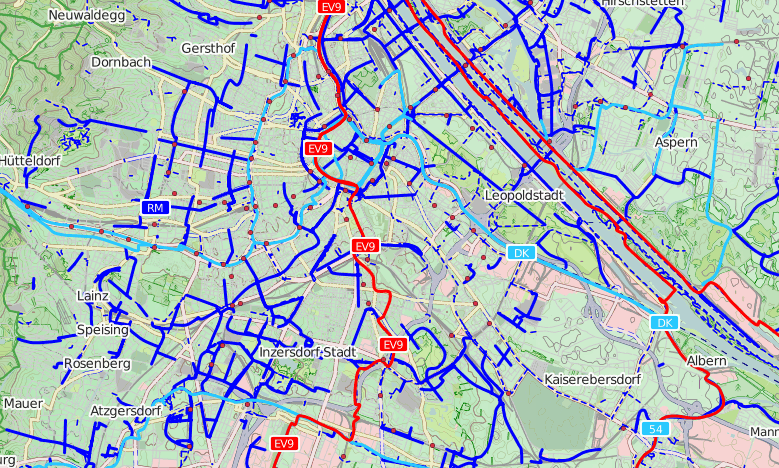 Hirschstetten
EV9
Neuwaldegg
Gersthof
Dornbach
Aspern
EV9
Hütteldorf
Leopoldstadt
RM
EV9
DK
Lainz
DK
Speising
EV9
Inzersdorf-Stadt
Rosenberg
Albern
Kaiserebersdorf
Mauer
Atzgersdorf
54
Mann
EV9
urg